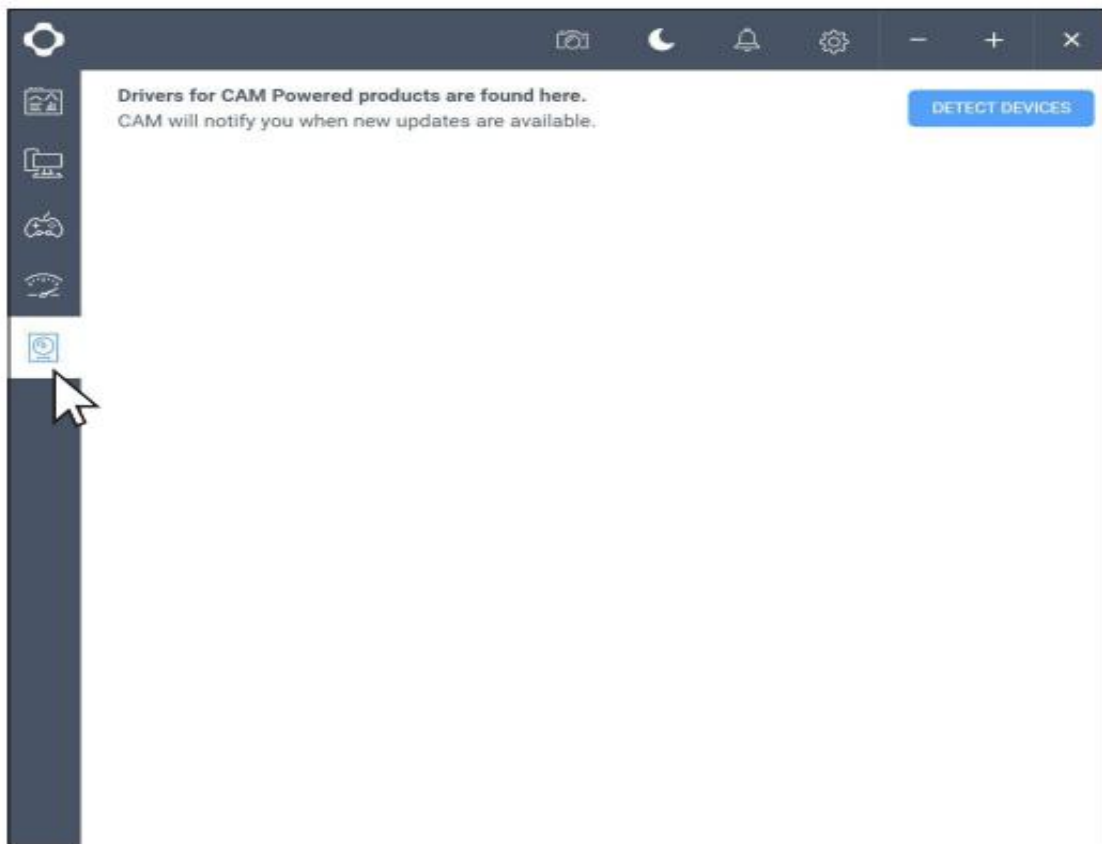 Drivers for CAM Powered products are found here.
CAM will notify you when new updates are available.
DETECT DEVICES